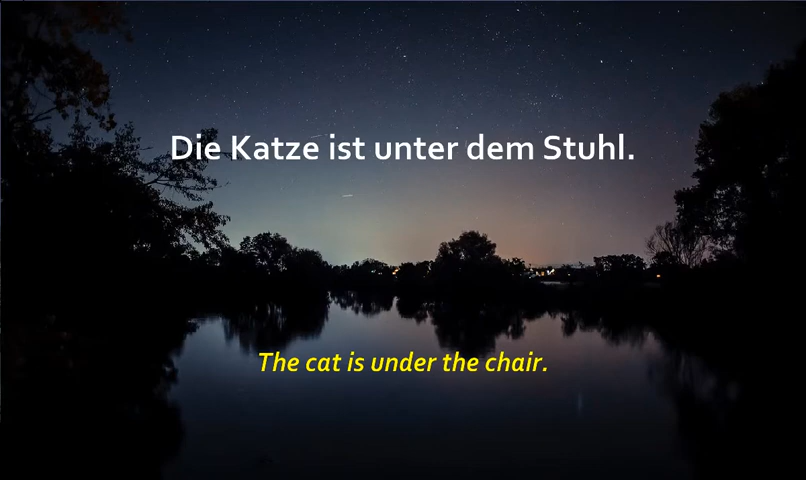 Die Katze ist unter dem Stuhl.
The cat is under the chair.